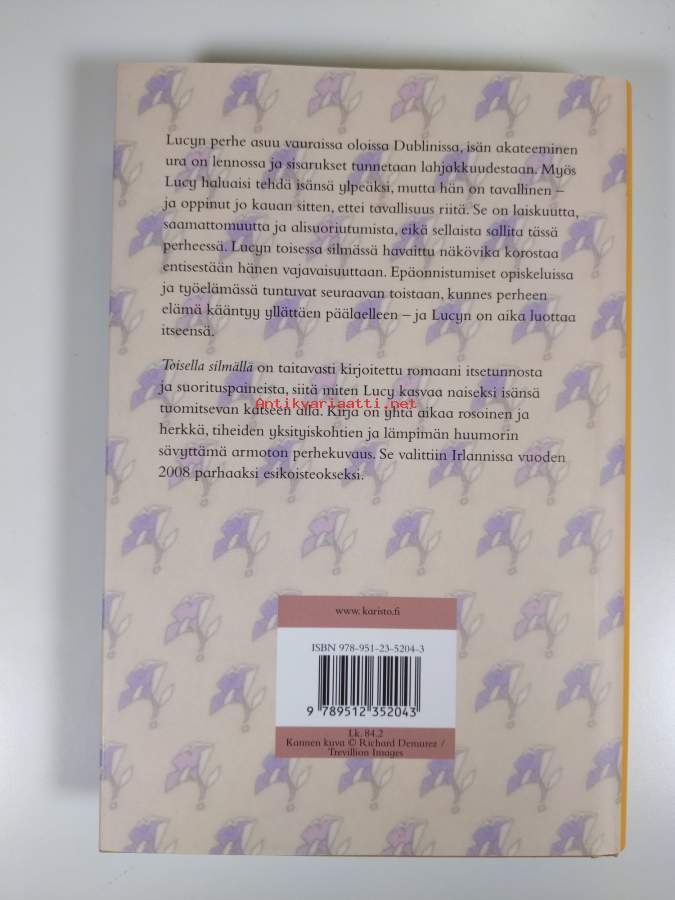 Lucyn perhe asuu vauraissa oloissa Dublinissa, isän akateeminen
ura on lennossa ja sisarukset tunnetaan lahjakkuudestaan. Myös
Lucy haluaisi tehdä isänsä ylpeäksi, mutta hän on tavallinen –
ja oppinut jo kauan sitten, ettei tavallisuus riitä. Se on laiskuutta,
saamattomuutta ja alisuoriutumista, eikä sellaista sallita tässä
perheessä. Lucyn toisessa silmässä havaittu näkövika korostaa
entisestään hänen vajavaisuuttaan. Epäonnistumiset opiskeluissa
ja työelämässä tuntuvat seuraavan toistaan, kunnes perheen
elämä kääntyy yllättäen päälaelleen – ja Lucyn on aika luottaa
itseensä.
Toisella silmällä on taitavasti kirjoitettu romaani itsetunnosta
ja suorituspaineista, siitä miten Lucy kasvaa naiseksi isänsä
tuomitsevan katseen alla. Kirja on yhtä aikaa rosoinen ja
Antikvariaatti.net
herkkä, tiheiden yksityiskohtien ja lämpimän huumorin
sävyttämä armoton perhekuvaus. Se valittiin Irlannissa vuoden
2008 parhaaksi esikoisteokseksi.
www.karisto.fi
ISBN 978-951-23-5204-3
9 789512 352043
Lk. 84.2
Kannen kuva © Richard Demurez /
Trevillion Images